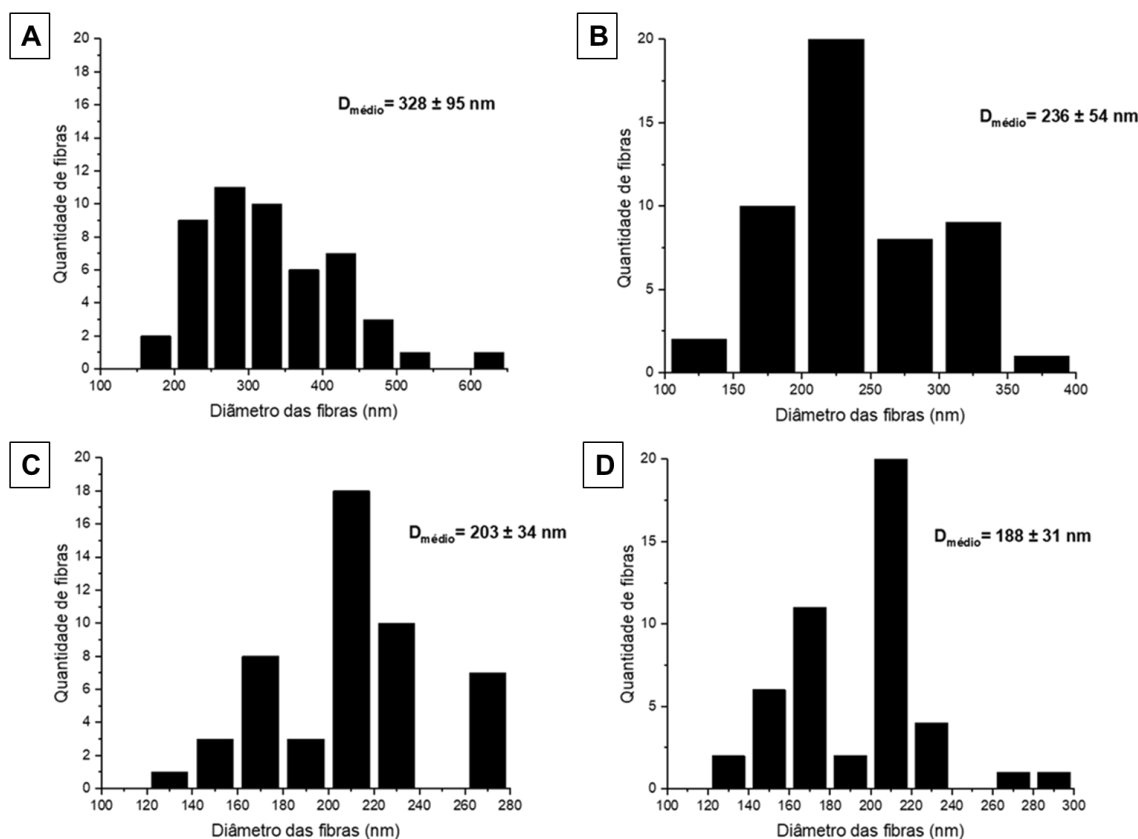 A
D_médio= 328 ± 95 nm
Quantidade de fibras
20
18
16
14
12
10
8
6
4
2
0
100 200 300 400 500 600
Diâmetro das fibras (nm)
B
D_médio= 236 ± 54 nm
Quantidade de fibras
20
15
10
5
0
100 150 200 250 300 350 400
Diâmetro das fibras (nm)
C
D_médio= 203 ± 34 nm
Quantidade de fibras
20
18
16
14
12
10
8
6
4
2
0
100 120 140 160 180 200 220 240 260 280
Diâmetro das fibras (nm)
D
D_médio= 188 ± 31 nm
Quantidade de fibras
20
15
10
5
0
100 120 140 160 180 200 220 240 260 280 300
Diâmetro das fibras (nm)